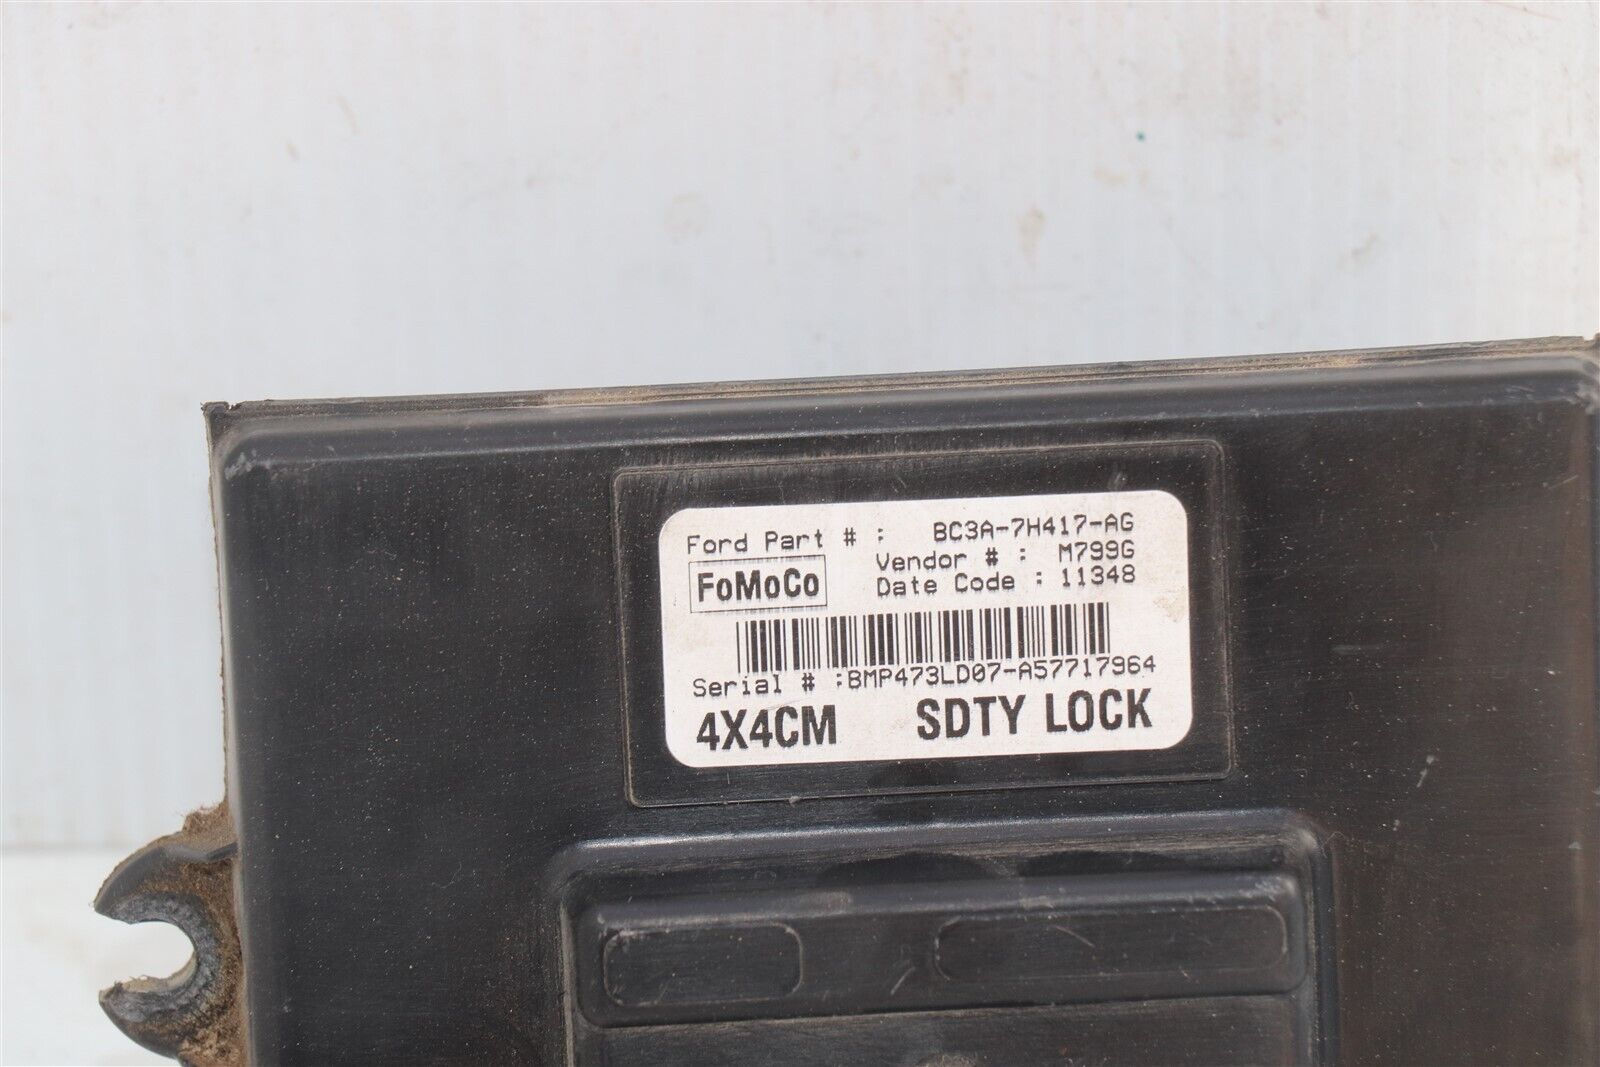 Ford Part # : BC3A-7H417-AG
Vendor # : M799G
FoMoCo Date Code : 11348
Serial # :BMP473LD07-A57717964
4X4CM SDTY LOCK